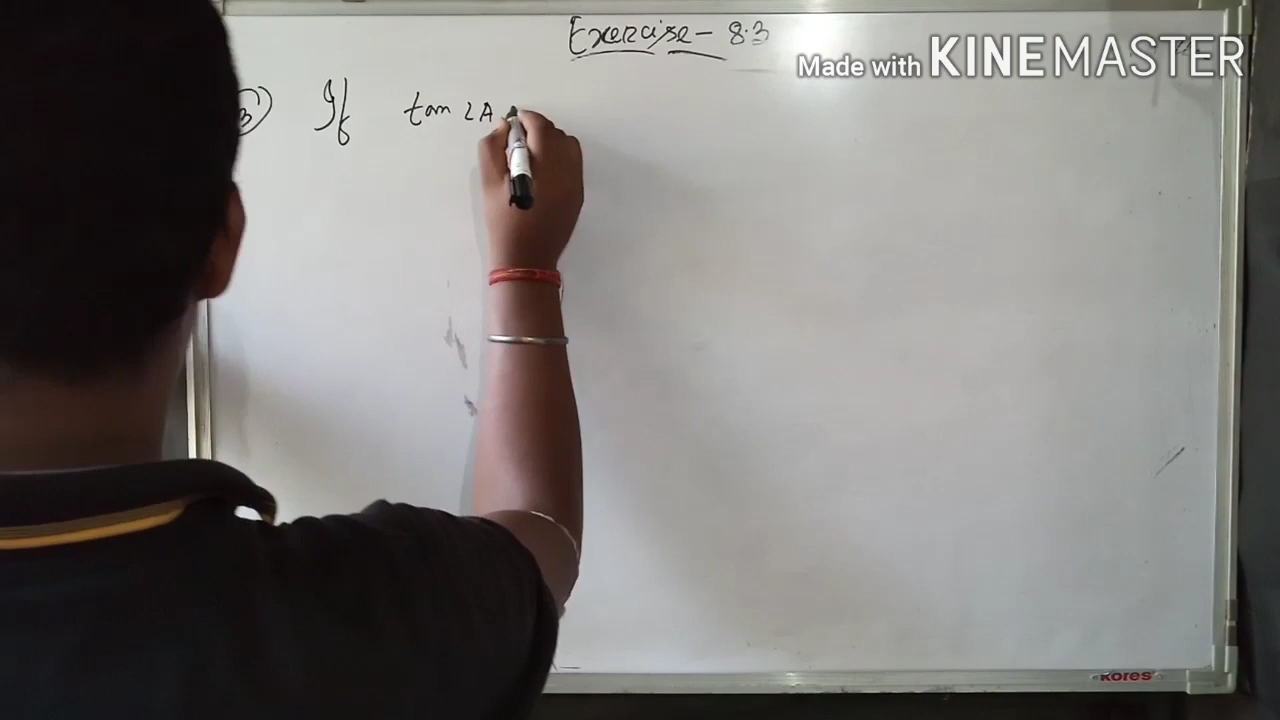 Exercise - 8.3
Made with KINEMASTER
3) If tan 2A
KORES